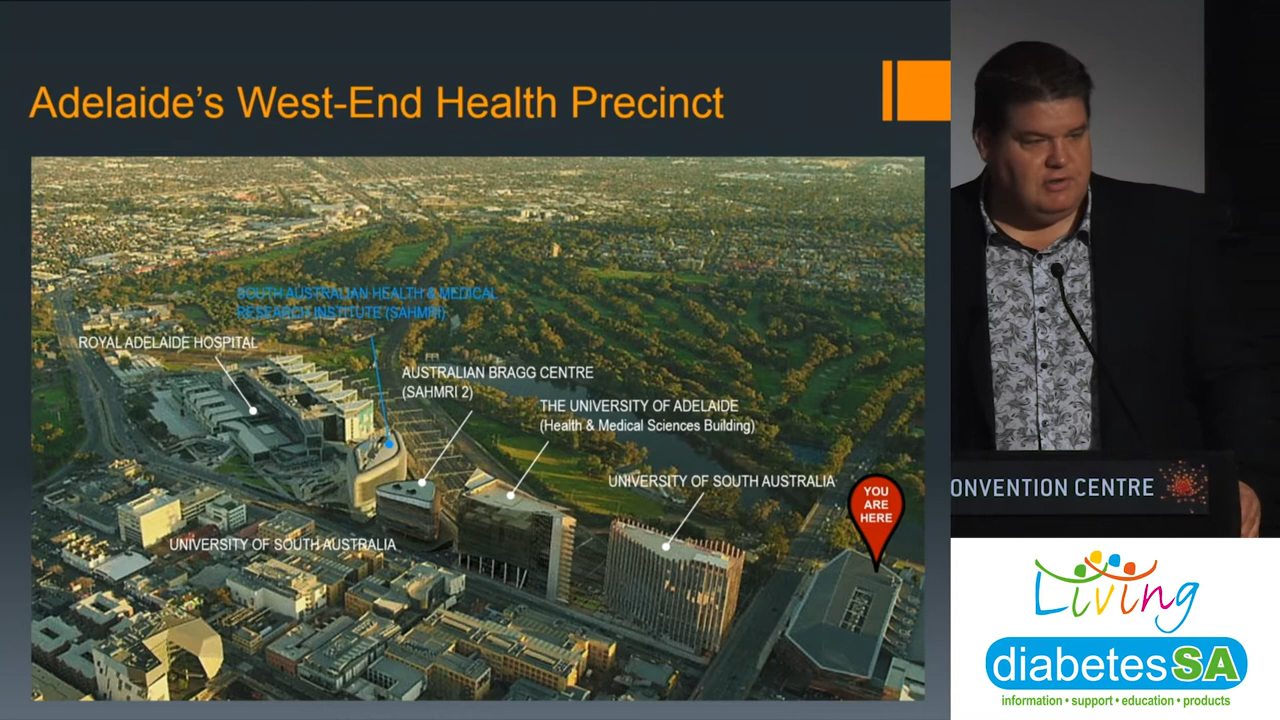 Adelaide's West-End Health Precinct
SOUTH AUSTRALIAN HEALTH & MEDICAL
RESEARCH INSTITUTE (SAHMRI)
ROYAL ADELAIDE HOSPITAL
AUSTRALIAN BRAGG CENTRE
(SAHMRI 2)
THE UNIVERSITY OF ADELAIDE
(Health & Medical Sciences Building)
UNIVERSITY OF SOUTH AUSTRALIA
YOU
ARE
HERE
UNIVERSITY OF SOUTH AUSTRALIA
ONVENTION CENTRE
Living
diabetesSA
information • support • education • products